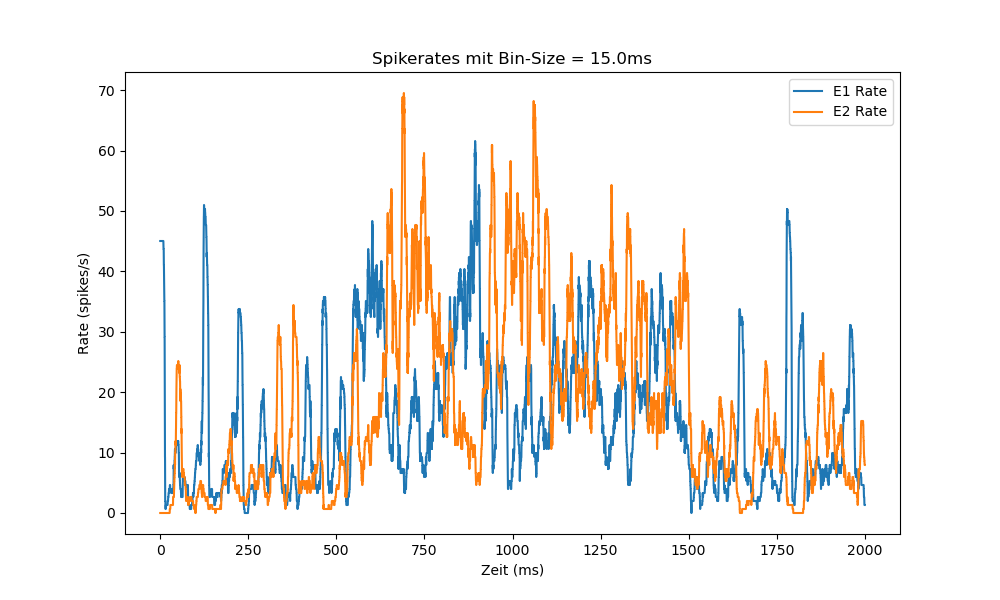 Spikerates mit Bin-Size = 15.0ms
E1 Rate
E2 Rate
Rate (spikes/s)
70
60
50
40
30
20
10
0
0 250 500 750 1000 1250 1500 1750 2000
Zeit (ms)